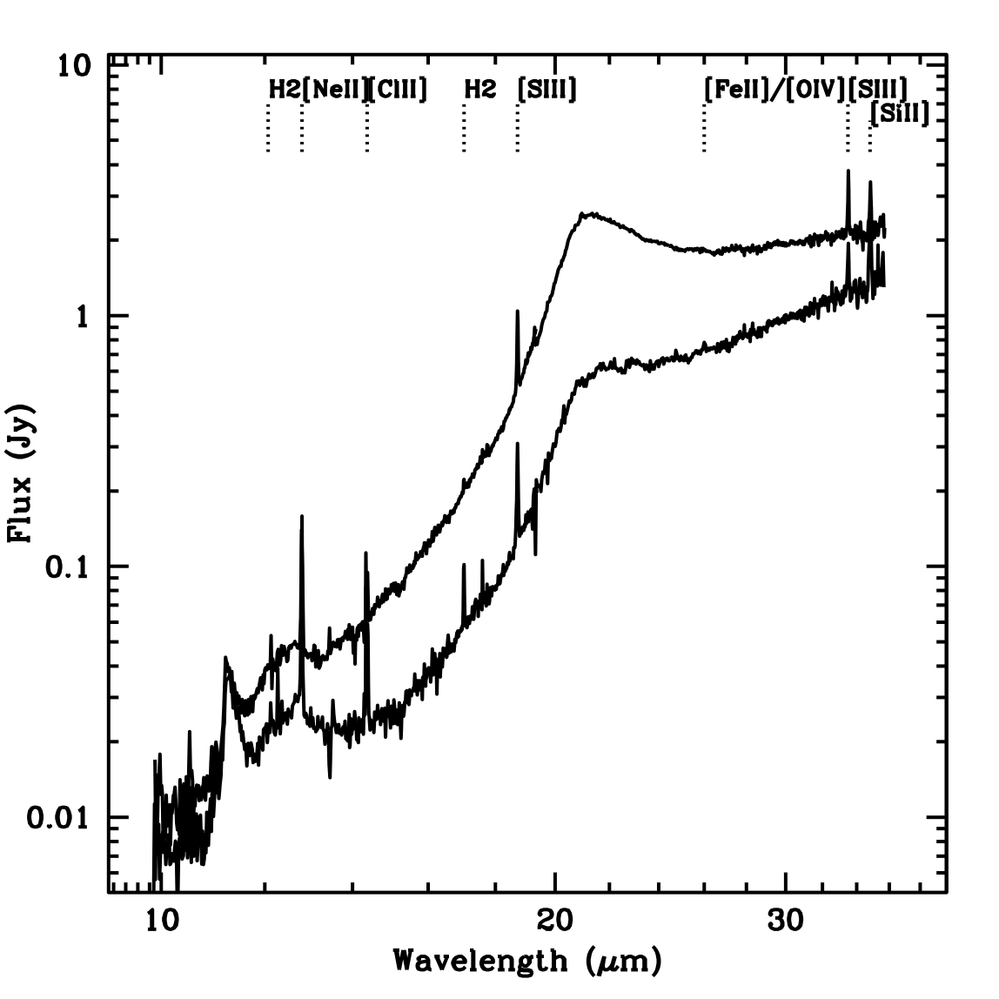 10
H2 [NeII] [ClII] H2 [SIII] [FeII]/[OIV] [SIII]
[SiII]
1
Flux (Jy)
0.1
0.01
10 20 30
Wavelength (μm)